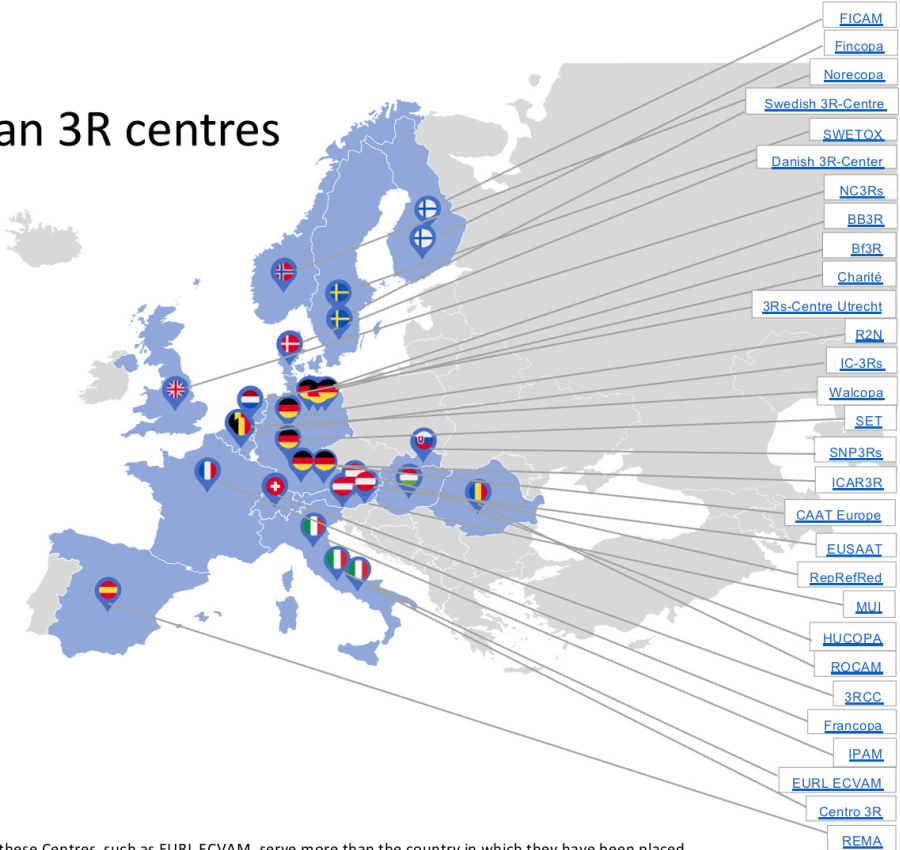 an 3R centres
FICAM
Fincopa
Norecopa
Swedish 3R-Centre
SWETOX
Danish 3R-Center
NC3Rs
BB3R
Bf3R
Charité
3Rs-Centre Utrecht
R2N
IC-3Rs
Walcopa
SET
SNP3Rs
ICAR3R
CAAT Europe
EUSAAT
RepRefRed
MUI
HUCOPA
ROCAM
3RCC
Francopa
IPAM
EURL ECVAM
Centro 3R
REMA
these Centres, such as EURL ECVAM, serve more than the country in which they have been placed